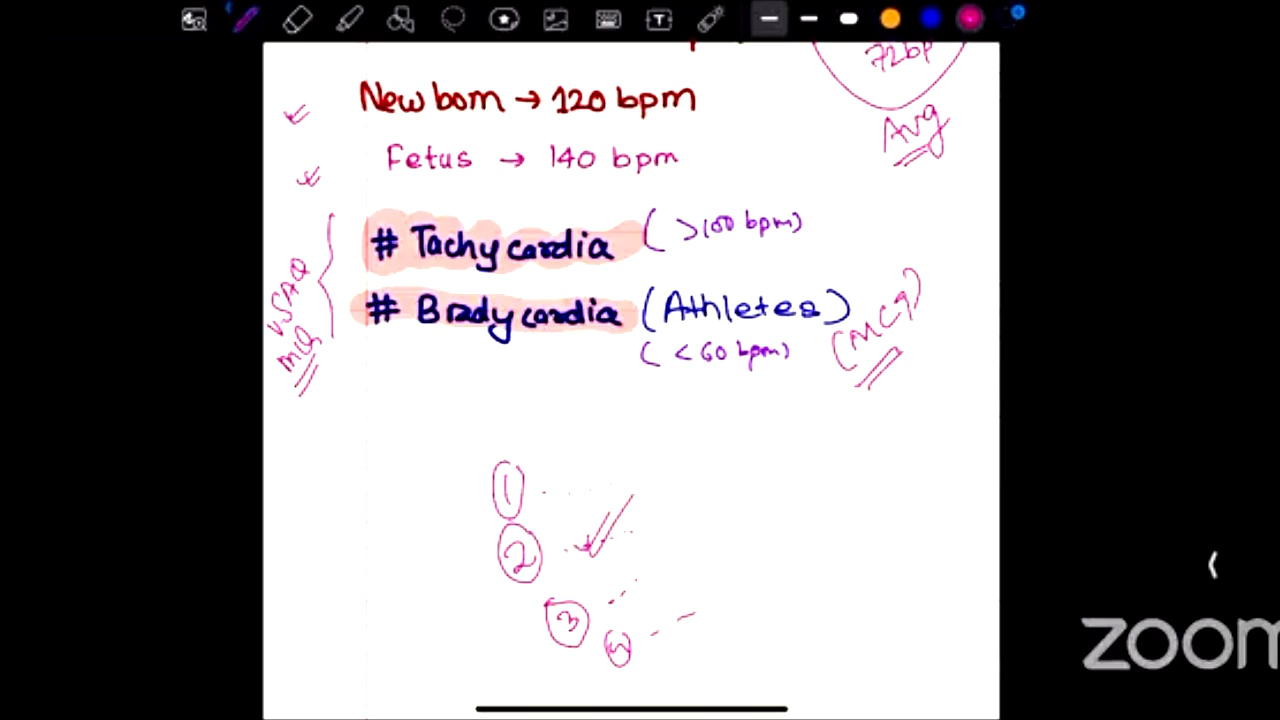 72bp
Avg
New born → 120 bpm
Fetus → 140 bpm
# Tachycardia ( >100 bpm)
# Bradycardia (Athletes)
( < 60 bpm)
(MCQ)
VSAQ
MCQ
1
2
3
zoom